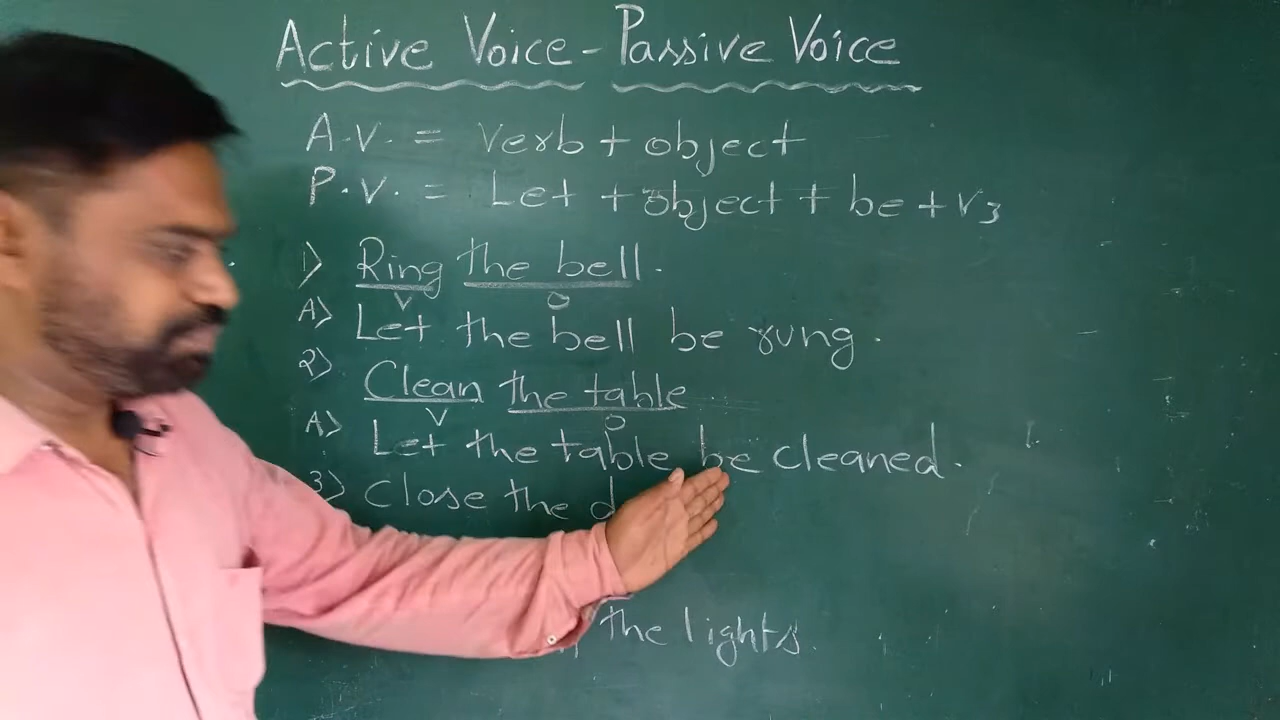 Active Voice - Passive Voice
A.V. = Verb + object
P.V. = Let + object + be + V3
1) Ring the bell.
V O
A) Let the bell be rung.
2) Clean the table
V O
A) Let the table be cleaned.
3) Close the d
the lights.